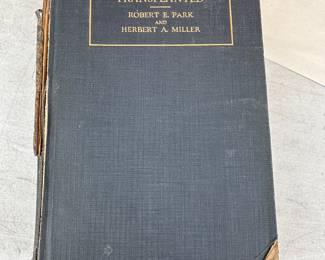 TRANSPLANTED
ROBERT E. PARK
AND
HERBERT A. MILLER